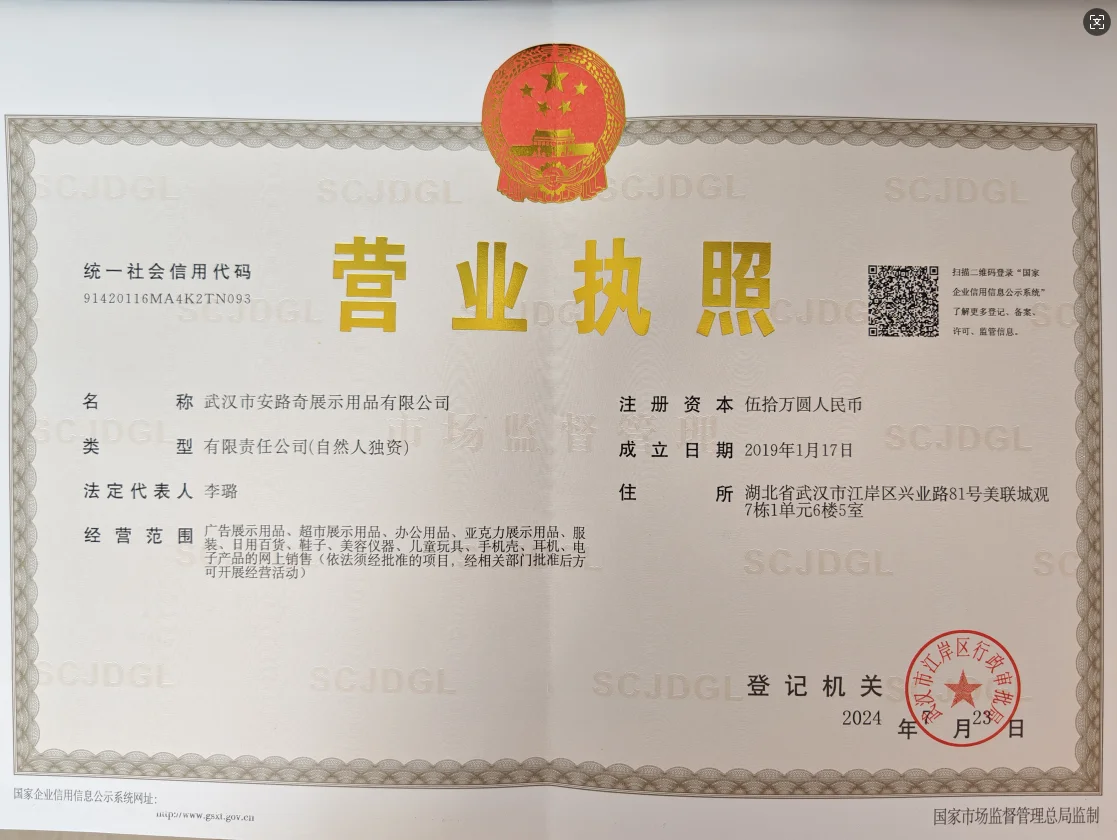 营业执照
统一社会信用代码
91420116MA4K2TN093
扫描二维码登录“国家
企业信用信息公示系统”
了解更多登记、备案、
许可、监管信息。
名称 武汉市安路奇展示用品有限公司
类型 有限责任公司(自然人独资)
法定代表人 李璐
经营范围 广告展示用品、超市展示用品、办公用品、亚克力展示用品、服
装、日用百货、鞋子、美容仪器、儿童玩具、手机壳、耳机、电
子产品的网上销售（依法须经批准的项目，经相关部门批准后方
可开展经营活动）
注册资本 伍拾万圆人民币
成立日期 2019年1月17日
住所 湖北省武汉市江岸区兴业路81号美联城观
7栋1单元6楼5室
SCJDGL
市场监督管理
登记机关
武汉市江岸区行政审批局
2024年7月23日
国家企业信用信息公示系统网址：
http://www.gsxt.gov.cn
国家市场监督管理总局监制